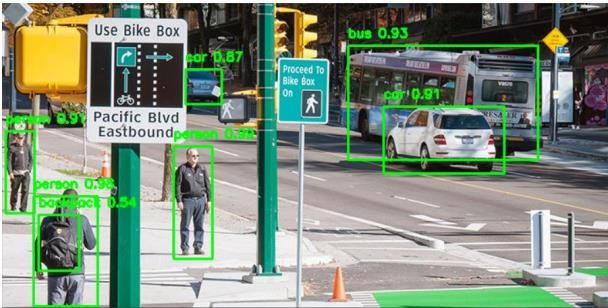 Use Bike Box
Pacific Blvd
Eastbound
Proceed To
Bike Box
On
bus 0.93
car 0.87
car 0.91
person 0.91
person 0.99
person 0.98
backpack 0.54